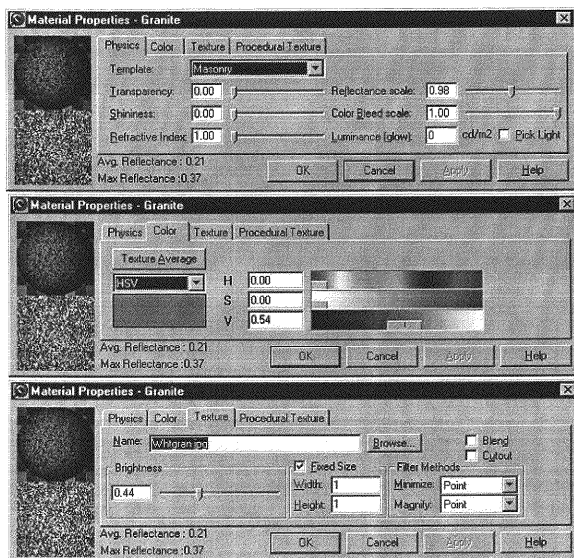 Material Properties - Granite
Physics Color Texture Procedural Texture
Template: Masonry
Transparency: 0.00 Reflectance scale: 0.98
Shininess: 0.00 Color Bleed scale: 1.00
Refractive Index: 1.00 Luminance (glow): 0 cd/m2 Pick Light
Avg. Reflectance : 0.21
Max Reflectance :0.37
OK Cancel Apply Help
Material Properties - Granite
Physics Color Texture Procedural Texture
Texture Average
HSV
H 0.00
S 0.00
V 0.54
Avg. Reflectance : 0.21
Max Reflectance :0.37
OK Cancel Apply Help
Material Properties - Granite
Physics Color Texture Procedural Texture
Name: Whtgran.jpg Browse... Blend
Cutout
Brightness
0.44
Fixed Size
Width: 1
Height: 1
Filter Methods
Minimize: Point
Magnify: Point
Avg. Reflectance : 0.21
Max Reflectance :0.37
OK Cancel Apply Help